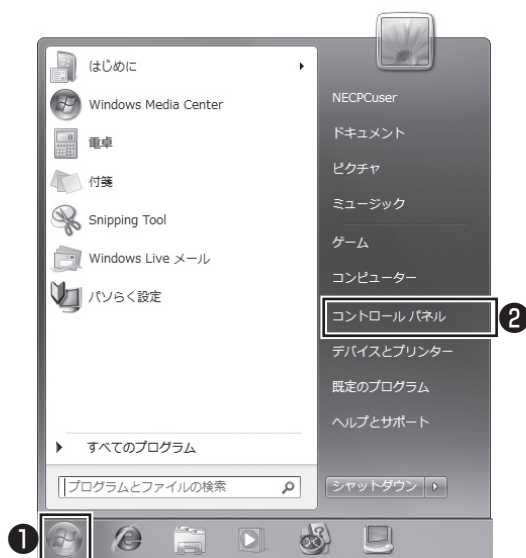 はじめに
Windows Media Center
電卓
付箋
Snipping Tool
Windows Live メール
パソらく設定
すべてのプログラム
プログラムとファイルの検索
NECPCuser
ドキュメント
ピクチャ
ミュージック
ゲーム
コンピューター
コントロール パネル
❷
デバイスとプリンター
既定のプログラム
ヘルプとサポート
シャットダウン
❶